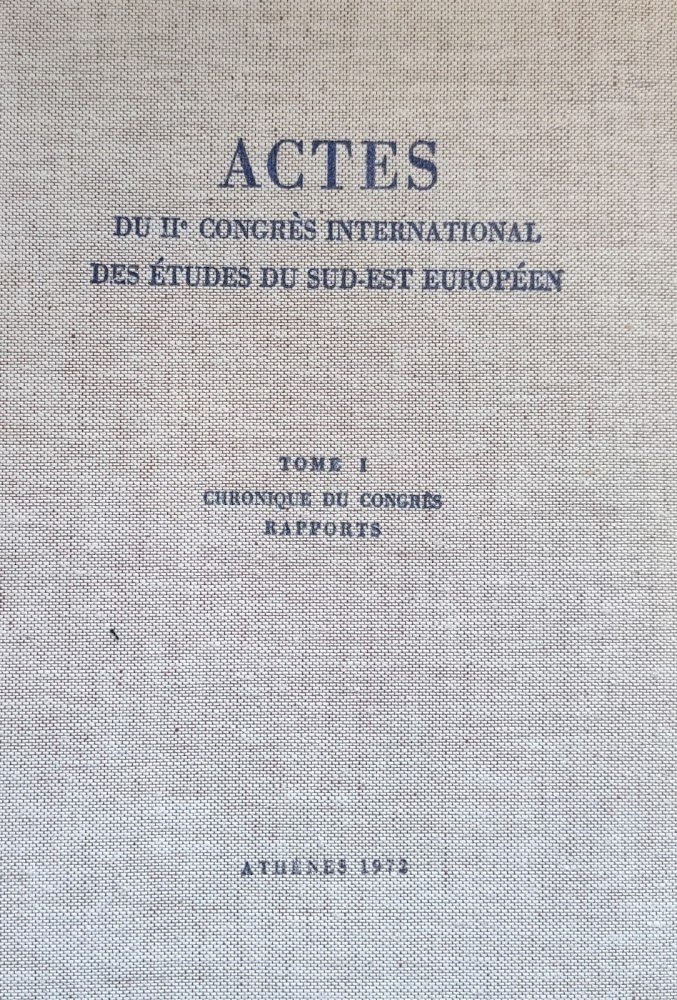 ACTES
DU IIe CONGRÈS INTERNATIONAL
DES ÉTUDES DU SUD-EST EUROPÉEN
TOME I
CHRONIQUE DU CONGRÈS
RAPPORTS
ATHÈNES 1972